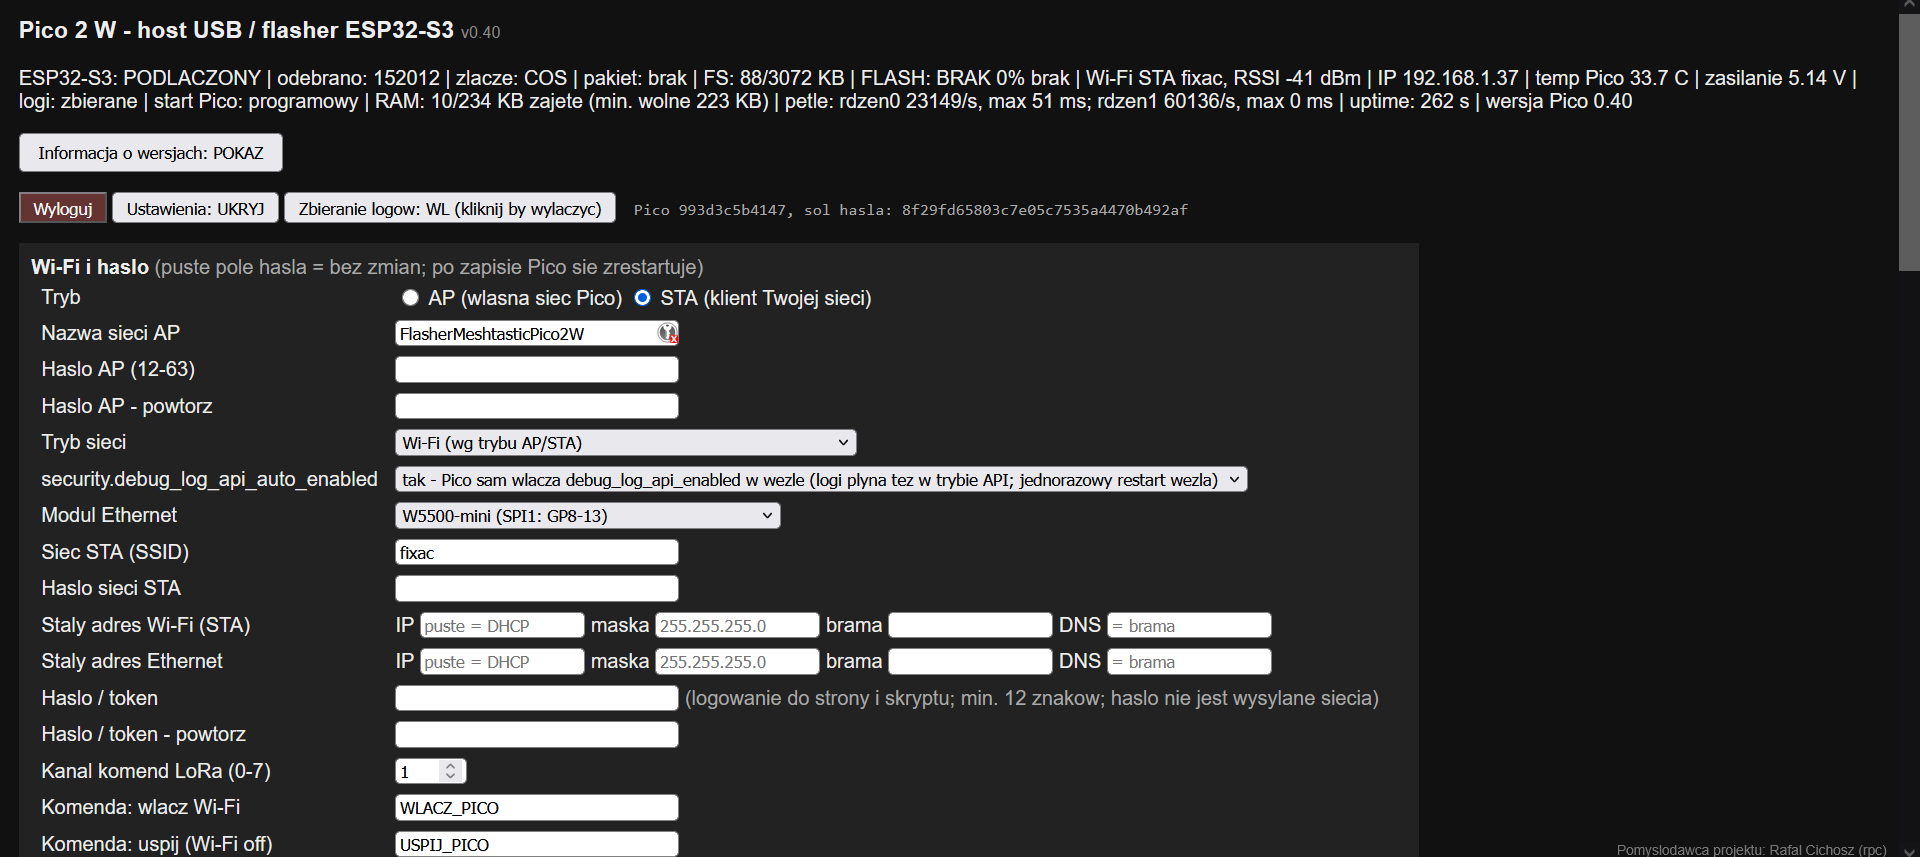 Pico 2 W - host USB / flasher ESP32-S3 v0.40
ESP32-S3: PODLACZONY | odebrano: 152012 | zlacze: COS | pakiet: brak | FS: 88/3072 KB | FLASH: BRAK 0% brak | Wi-Fi STA fixac, RSSI -41 dBm | IP 192.168.1.37 | temp Pico 33.7 C | zasilanie 5.14 V |
logi: zbierane | start Pico: programowy | RAM: 10/234 KB zajete (min. wolne 223 KB) | petle: rdzen0 23149/s, max 51 ms; rdzen1 60136/s, max 0 ms | uptime: 262 s | wersja Pico 0.40
Informacja o wersjach: POKAZ
Wyloguj Ustawienia: UKRYJ Zbieranie logow: WL (kliknij by wylaczyc) Pico 993d3c5b4147, sol hasla: 8f29fd65803c7e05c7535a4470b492af
Wi-Fi i haslo (puste pole hasla = bez zmian; po zapisie Pico sie zrestartuje)
Tryb AP (wlasna siec Pico) STA (klient Twojej sieci)
Nazwa sieci AP FlasherMeshtasticPico2W
Haslo AP (12-63)
Haslo AP - powtorz
Tryb sieci Wi-Fi (wg trybu AP/STA)
security.debug_log_api_auto_enabled tak - Pico sam wlacza debug_log_api_enabled w wezle (logi plyna tez w trybie API; jednorazowy restart wezla)
Modul Ethernet W5500-mini (SPI1: GP8-13)
Siec STA (SSID) fixac
Haslo sieci STA
Staly adres Wi-Fi (STA) IP puste = DHCP maska 255.255.255.0 brama DNS = brama
Staly adres Ethernet IP puste = DHCP maska 255.255.255.0 brama DNS = brama
Haslo / token (logowanie do strony i skryptu; min. 12 znakow; haslo nie jest wysylane siecia)
Haslo / token - powtorz
Kanal komend LoRa (0-7) 1
Komenda: wlacz Wi-Fi WLACZ_PICO
Komenda: uspij (Wi-Fi off) USPIJ_PICO
Pomyslodawca projektu: Rafal Cichosz (rpc)